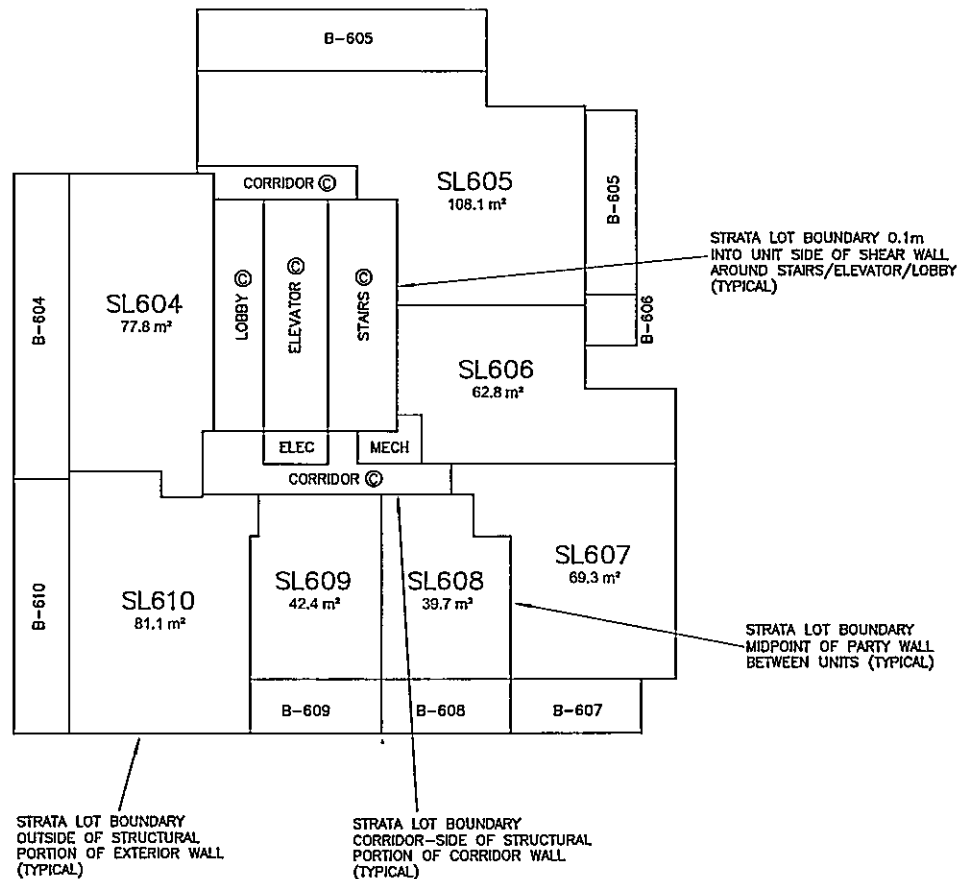 B-605
CORRIDOR ©
SL605
108.1 m²
B-605
STRATA LOT BOUNDARY 0.1m
INTO UNIT SIDE OF SHEAR WALL
AROUND STAIRS/ELEVATOR/LOBBY
(TYPICAL)
B-604
SL604
77.8 m²
LOBBY ©
ELEVATOR ©
STAIRS ©
B-606
SL606
62.8 m²
ELEC
MECH
CORRIDOR ©
B-610
SL610
81.1 m²
SL609
42.4 m²
SL608
39.7 m²
SL607
69.3 m²
STRATA LOT BOUNDARY
MIDPOINT OF PARTY WALL
BETWEEN UNITS (TYPICAL)
B-609
B-608
B-607
STRATA LOT BOUNDARY
OUTSIDE OF STRUCTURAL
PORTION OF EXTERIOR WALL
(TYPICAL)
STRATA LOT BOUNDARY
CORRIDOR-SIDE OF STRUCTURAL
PORTION OF CORRIDOR WALL
(TYPICAL)